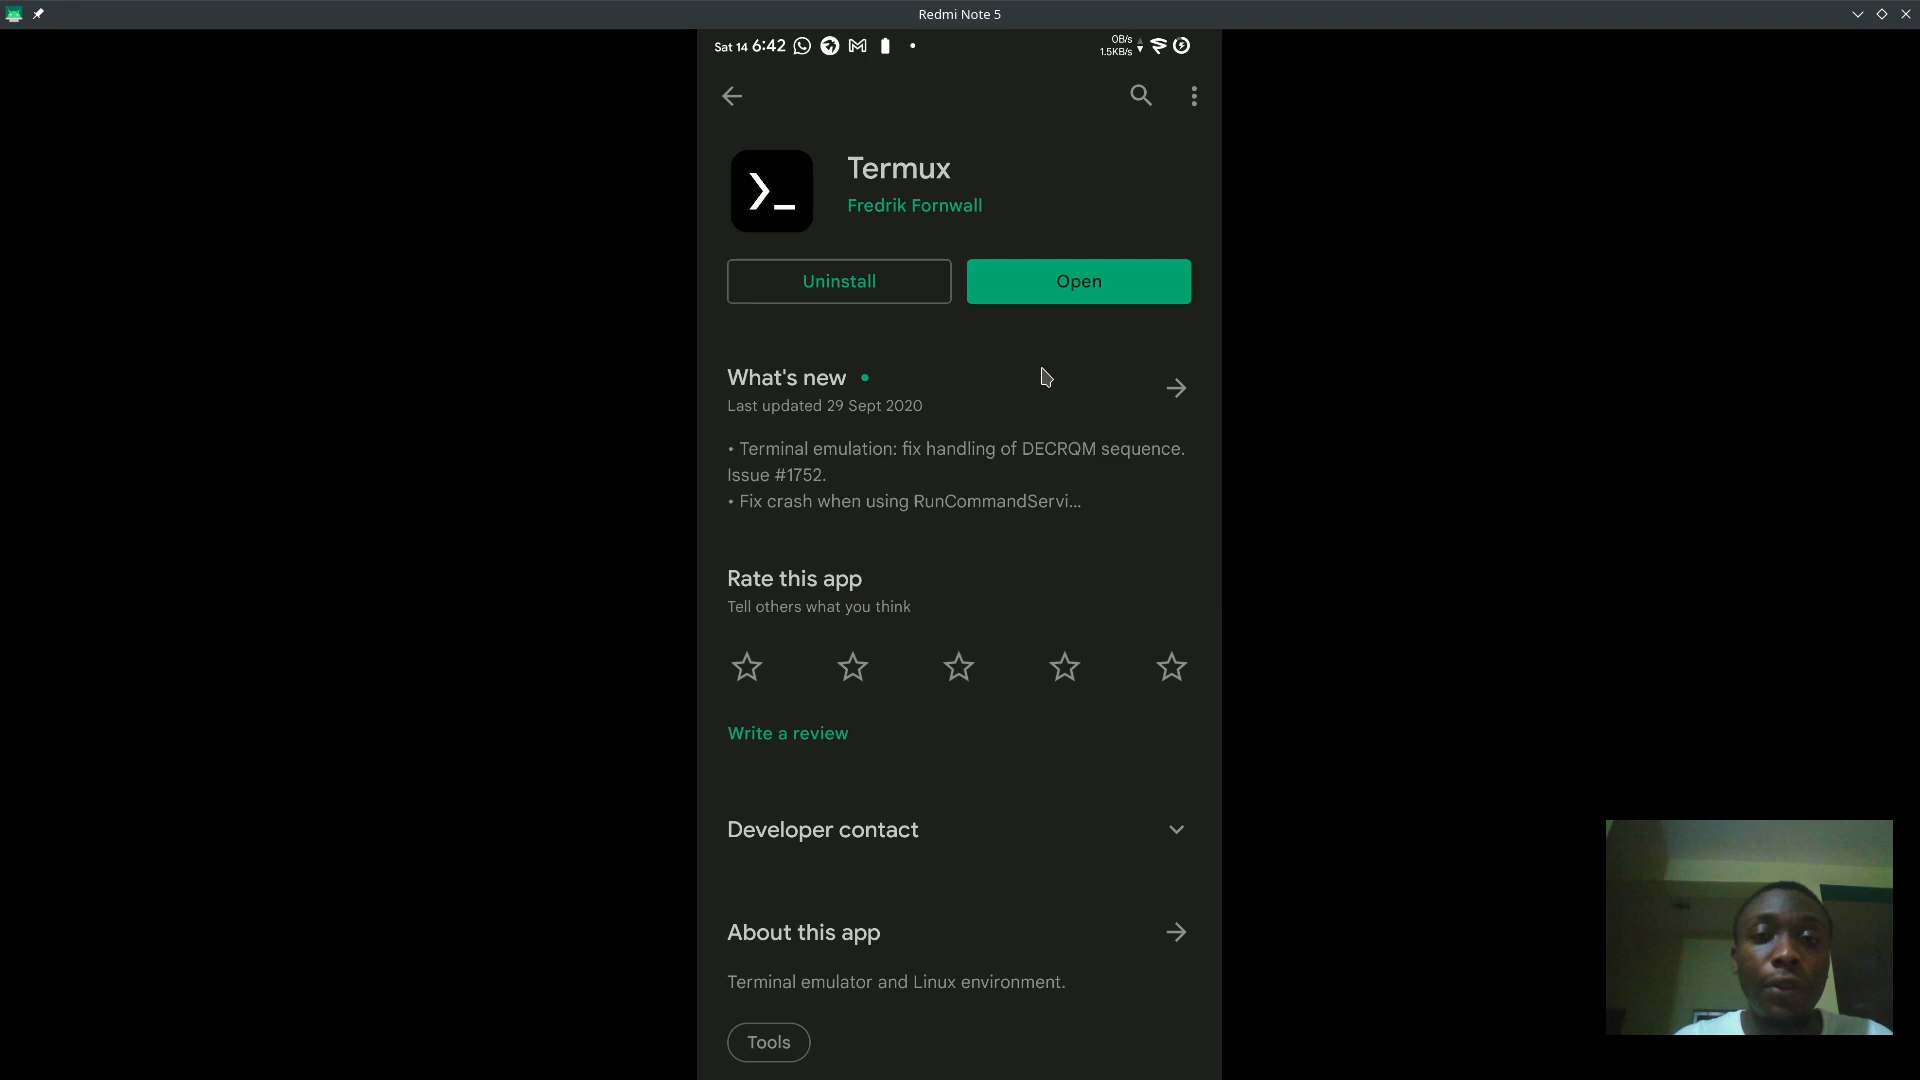 Redmi Note 5
Sat 14 6:42
0B/s
1.5KB/s
Termux
Fredrik Fornwall
Uninstall
Open
What's new
Last updated 29 Sept 2020
• Terminal emulation: fix handling of DECRQM sequence.
Issue #1752.
• Fix crash when using RunCommandServi...
Rate this app
Tell others what you think
Write a review
Developer contact
About this app
Terminal emulator and Linux environment.
Tools